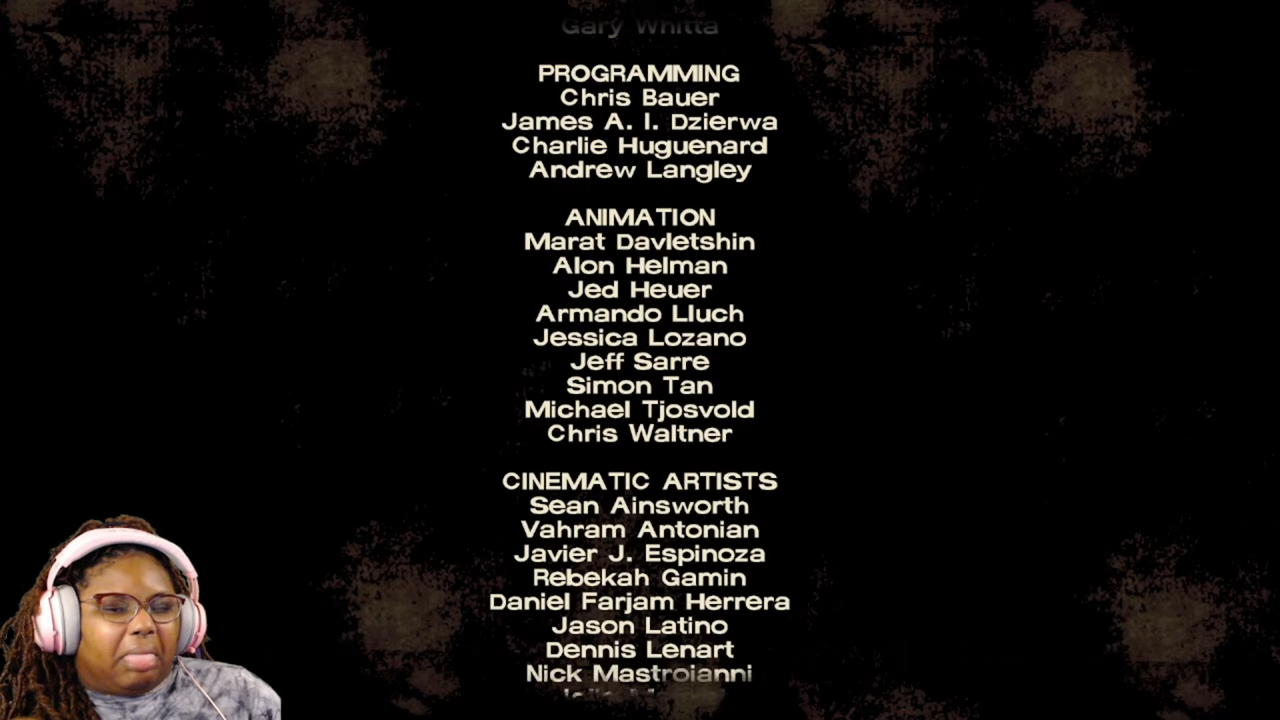 Gary Whitta
PROGRAMMING
Chris Bauer
James A. I. Dzierwa
Charlie Huguenard
Andrew Langley
ANIMATION
Marat Davletshin
Alon Helman
Jed Heuer
Armando Lluch
Jessica Lozano
Jeff Sarre
Simon Tan
Michael Tjosvold
Chris Waltner
CINEMATIC ARTISTS
Sean Ainsworth
Vahram Antonian
Javier J. Espinoza
Rebekah Gamin
Daniel Farjam Herrera
Jason Latino
Dennis Lenart
Nick Mastroianni